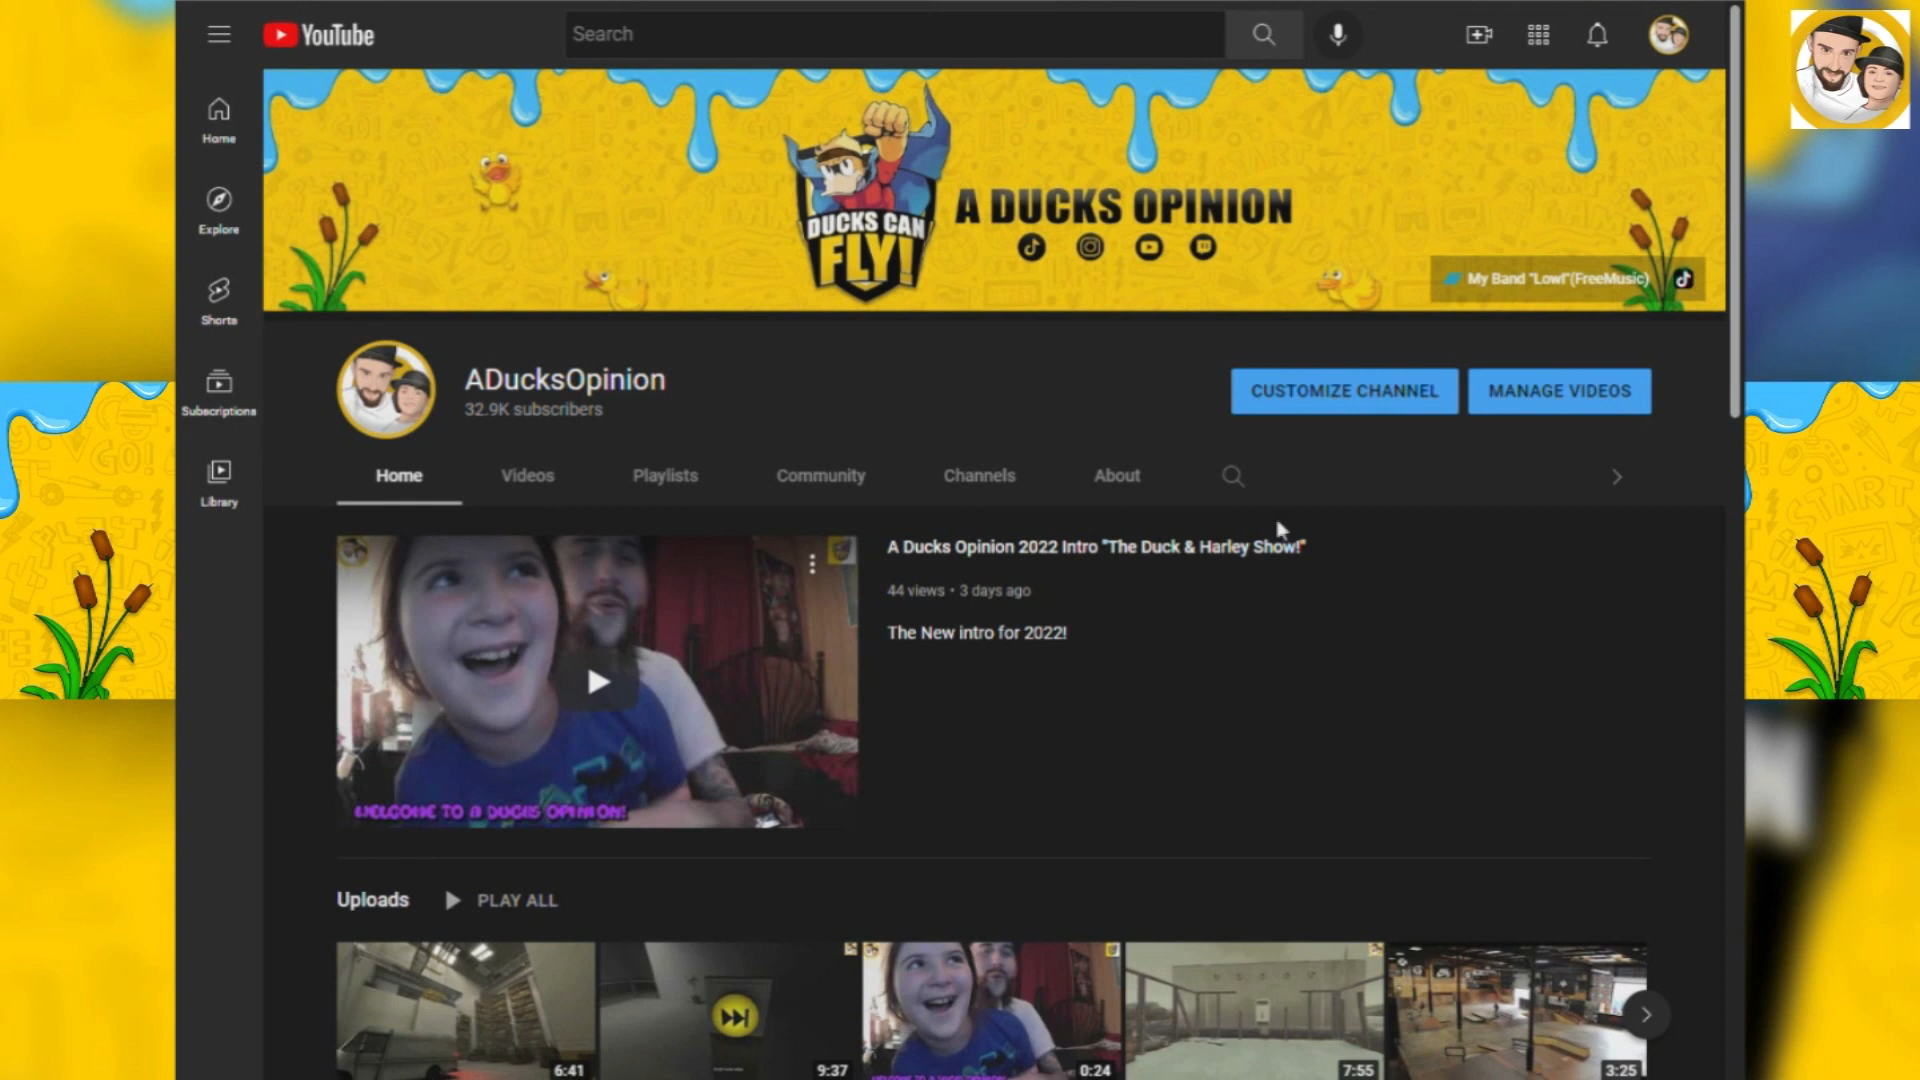 YouTube
Search
Home
Explore
Shorts
Subscriptions
Library
DUCKS CAN
FLY!
A DUCKS OPINION
My Band "Lowl"(FreeMusic)
ADucksOpinion
32.9K subscribers
CUSTOMIZE CHANNEL
MANAGE VIDEOS
Home
Videos
Playlists
Community
Channels
About
A Ducks Opinion 2022 Intro "The Duck & Harley Show!"
44 views • 3 days ago
The New intro for 2022!
WELCOME TO A DUCKS OPINION!
Uploads
PLAY ALL
6:41
9:37
0:24
7:55
3:25
GO!
START